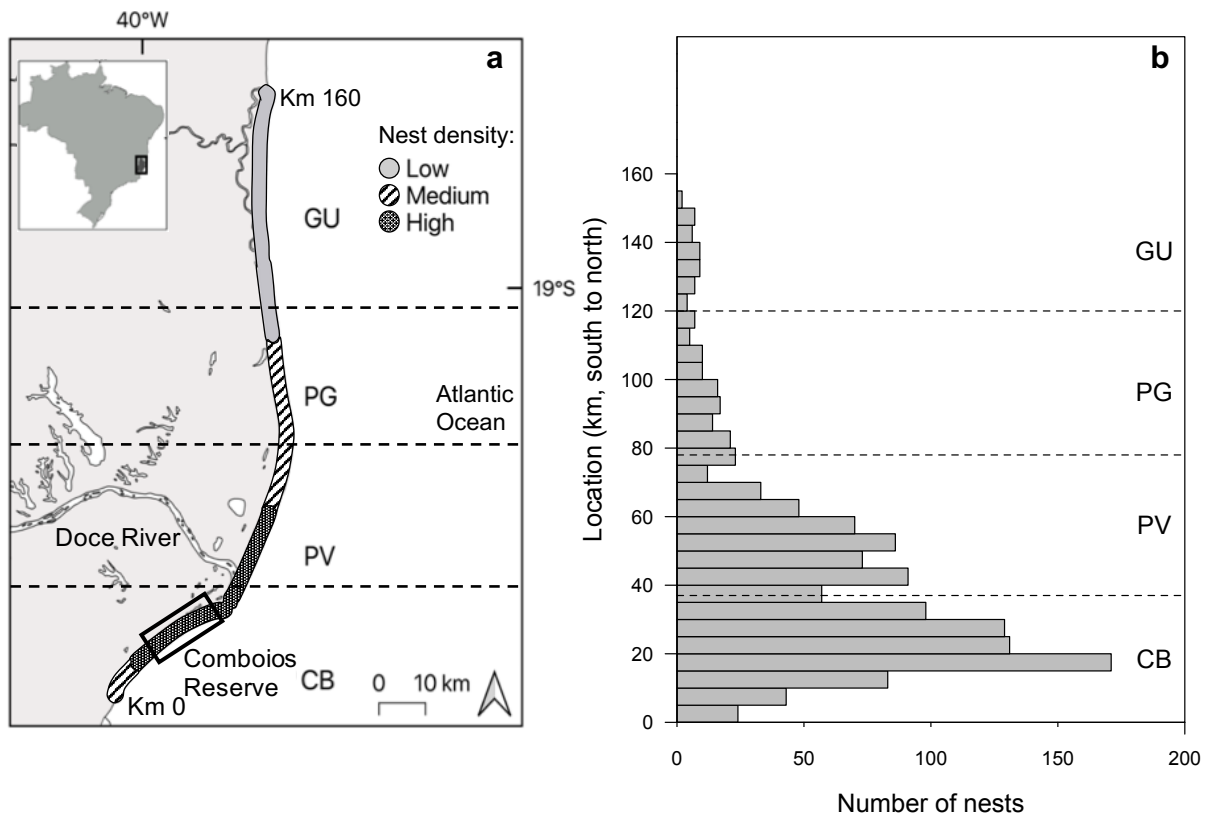 40°W
a
Km 160
Nest density:
Low
Medium
High
GU
19°S
PG
Atlantic
Ocean
Doce River
PV
Comboios
Reserve
CB
0 10 km
Km 0
b
Location (km, south to north)
160
140
120
100
80
60
40
20
0
GU
PG
PV
CB
0 50 100 150 200
Number of nests